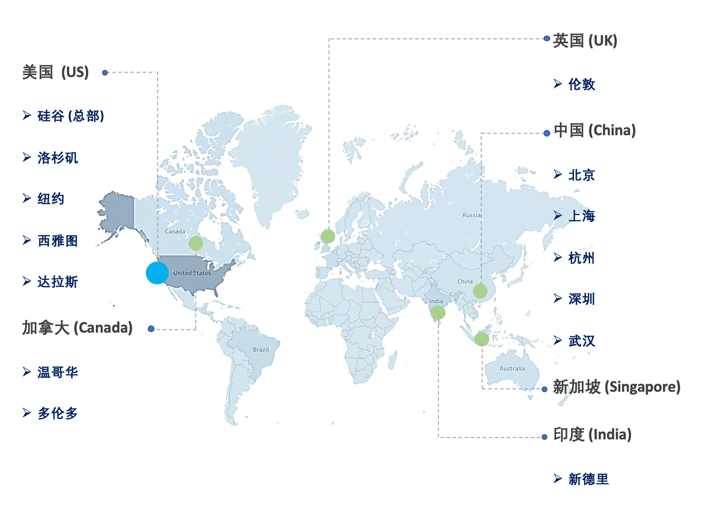 美国 (US)
➢ 硅谷 (总部)
➢ 洛杉矶
➢ 纽约
➢ 西雅图
➢ 达拉斯
加拿大 (Canada)
➢ 温哥华
➢ 多伦多
Canada
United States
Brazil
Russia
China
India
Australia
英国 (UK)
➢ 伦敦
中国 (China)
➢ 北京
➢ 上海
➢ 杭州
➢ 深圳
➢ 武汉
新加坡 (Singapore)
印度 (India)
➢ 新德里